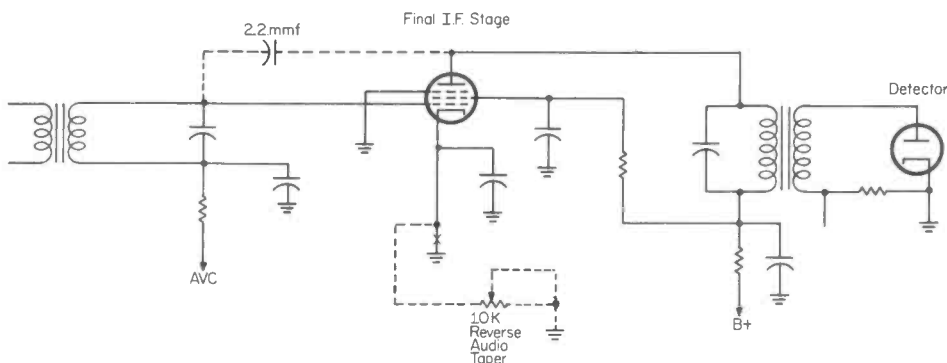 Final I.F. Stage
2.2.mmf
Detector
AVC
10K
Reverse
Audio
Taper
B+